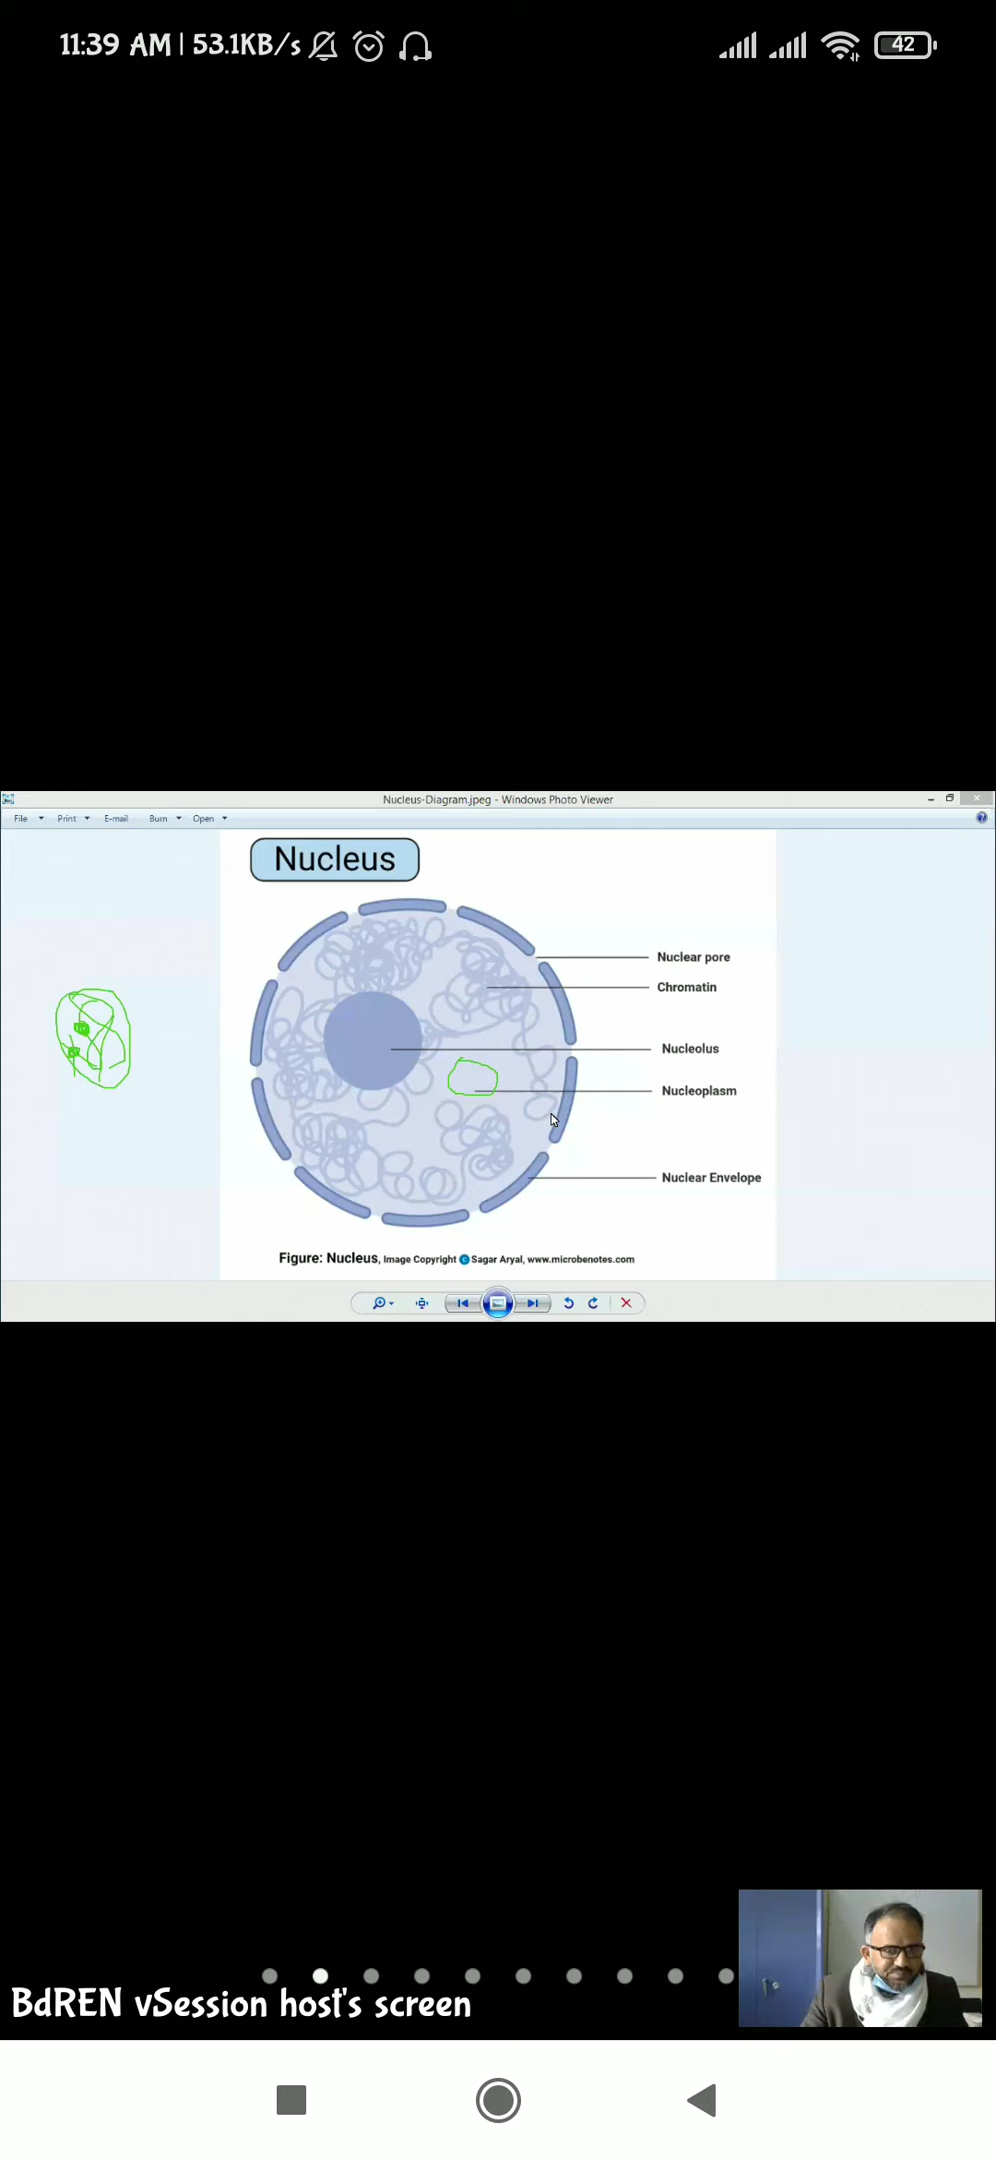 11:39 AM | 53.1KB/s
42
Nucleus-Diagram.jpeg - Windows Photo Viewer
File Print E-mail Burn Open
Nucleus
Nuclear pore
Chromatin
Nucleolus
Nucleoplasm
Nuclear Envelope
Figure: Nucleus, Image Copyright © Sagar Aryal, www.microbenotes.com
BdREN vSession host's screen